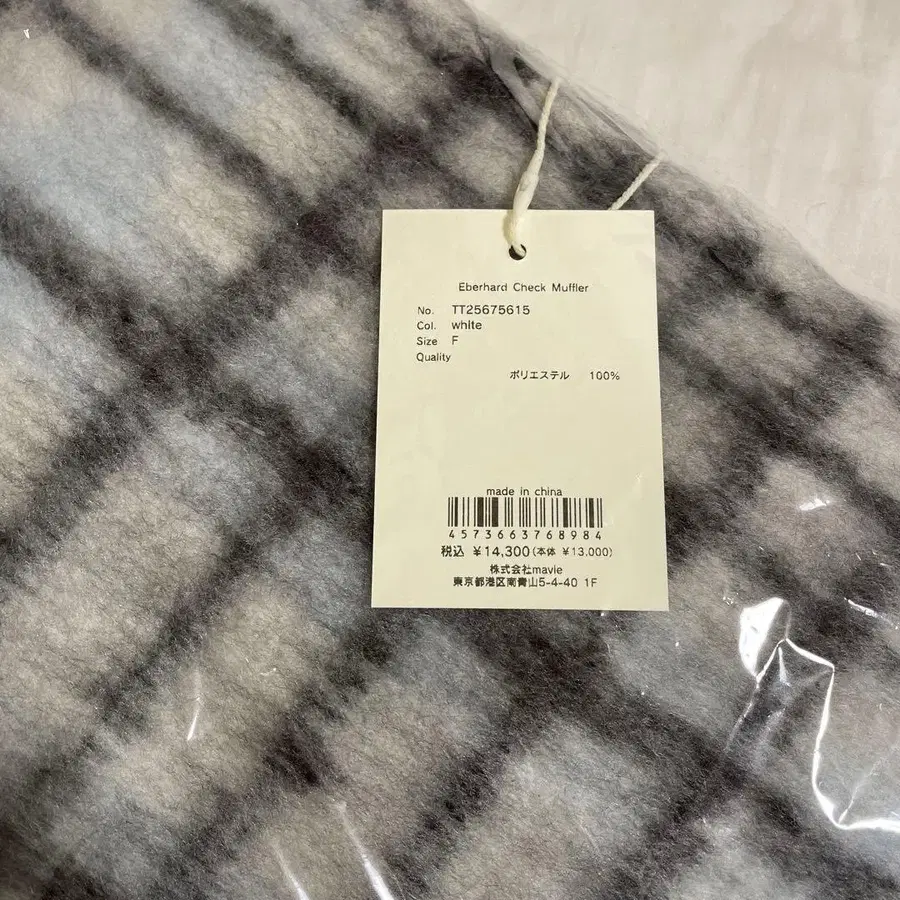 Eberhard Check Muffler
No. TT25675615
Col. white
Size F
Quality
ポリエステル 100%
made in china
4573663768984
税込 ¥14,300(本体 ¥13,000)
株式会社mavie
東京都港区南青山5-4-40 1F